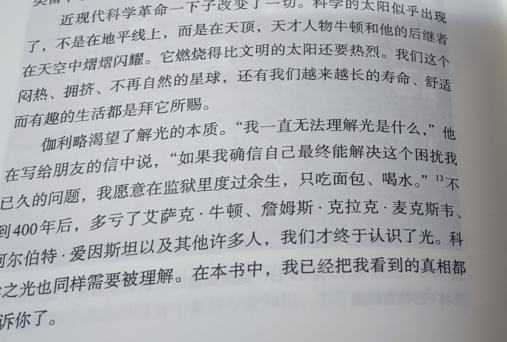 近现代科学革命一下子改变了一切。科学的太阳似乎出现
了，不是在地平线上，而是在天顶，天才人物牛顿和他的后继者
在天空中熠熠闪耀。它燃烧得比文明的太阳还要热烈。我们这个
闷热、拥挤、不再自然的星球，还有我们越来越长的寿命、舒适
而有趣的生活都是拜它所赐。
伽利略渴望了解光的本质。“我一直无法理解光是什么，”他
在写给朋友的信中说，“如果我确信自己最终能解决这个困扰我
已久的问题，我愿意在监狱里度过余生，只吃面包、喝水。”13不
到400年后，多亏了艾萨克·牛顿、詹姆斯·克拉克·麦克斯韦、
阿尔伯特·爱因斯坦以及其他许多人，我们才终于认识了光。科
之光也同样需要被理解。在本书中，我已经把我看到的真相都
诉你了。